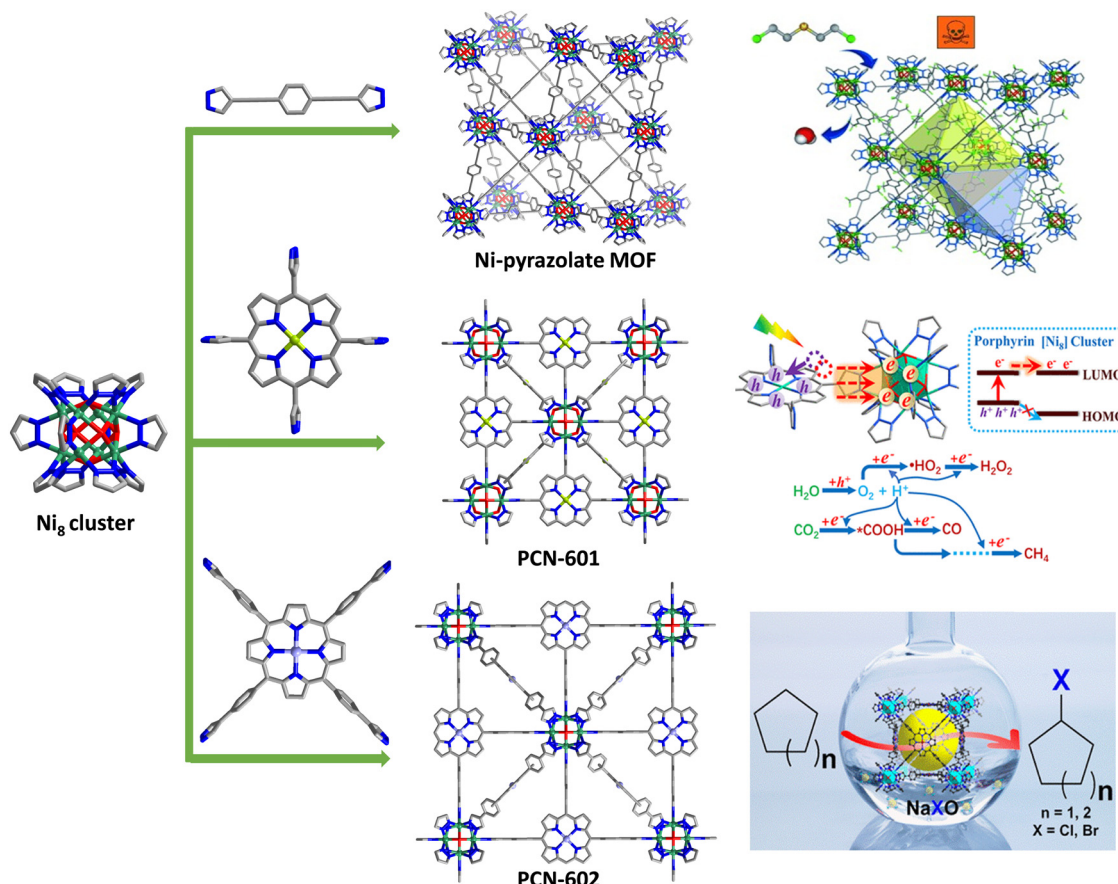 Ni-pyrazolate MOF
Ni₈ cluster
PCN-601
PCN-602
h
h
h
h
e
e
e
e
Porphyrin [Ni₈] Cluster
e⁻ e⁻ e⁻
LUMO
h⁺ h⁺ h⁺
HOMO
+e⁻ •HO₂ +e⁻ H₂O₂
H₂O +h⁺ O₂ + H⁺
CO₂ +e⁻ *COOH +e⁻ CO
+e⁻
CH₄
X
n
n
NaXO
n = 1, 2
X = Cl, Br